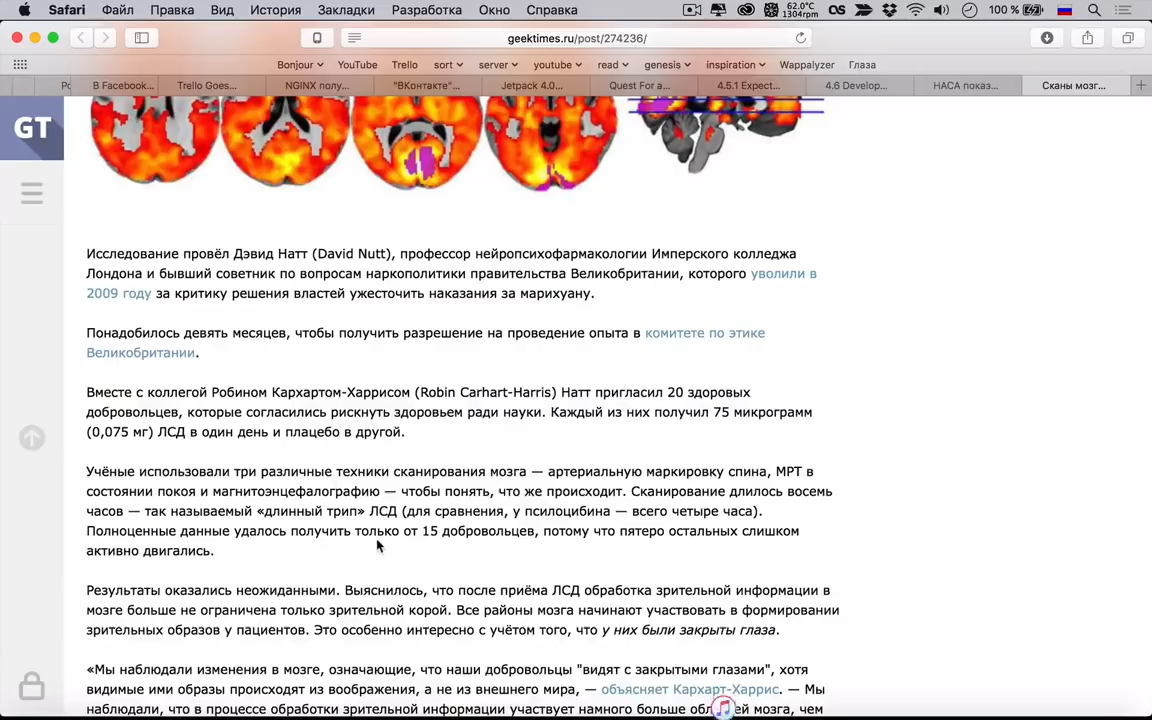 Safari Файл Правка Вид История Закладки Разработка Окно Справка 62.0°C 1304rpm 100 %
geektimes.ru/post/274236/
Bonjour YouTube Trello sort server youtube read genesis inspiration Wappalyzer Глаза
Po В Facebook... Trello Goes... NGINX полу... "ВКонтакте"... Jetpack 4.0... Quest For a... 4.5.1 Expect... 4.6 Develop... НАСА показ... Сканы мозг...
GT
Исследование провёл Дэвид Натт (David Nutt), профессор нейропсихофармакологии Имперского колледжа
Лондона и бывший советник по вопросам наркополитики правительства Великобритании, которого уволили в
2009 году за критику решения властей ужесточить наказания за марихуану.
Понадобилось девять месяцев, чтобы получить разрешение на проведение опыта в комитете по этике
Великобритании.
Вместе с коллегой Робином Кархартом-Харрисом (Robin Carhart-Harris) Натт пригласил 20 здоровых
добровольцев, которые согласились рискнуть здоровьем ради науки. Каждый из них получил 75 микрограмм
(0,075 мг) ЛСД в один день и плацебо в другой.
Учёные использовали три различные техники сканирования мозга — артериальную маркировку спина, МРТ в
состоянии покоя и магнитоэнцефалографию — чтобы понять, что же происходит. Сканирование длилось восемь
часов — так называемый «длинный трип» ЛСД (для сравнения, у псилоцибина — всего четыре часа).
Полноценные данные удалось получить только от 15 добровольцев, потому что пятеро остальных слишком
активно двигались.
Результаты оказались неожиданными. Выяснилось, что после приёма ЛСД обработка зрительной информации в
мозге больше не ограничена только зрительной корой. Все районы мозга начинают участвовать в формировании
зрительных образов у пациентов. Это особенно интересно с учётом того, что у них были закрыты глаза.
«Мы наблюдали изменения в мозге, означающие, что наши добровольцы "видят с закрытыми глазами", хотя
видимые ими образы происходят из воображения, а не из внешнего мира, — объясняет Кархарт-Харрис. — Мы
наблюдали, что в процессе обработки зрительной информации участвует намного больше мозга, чем